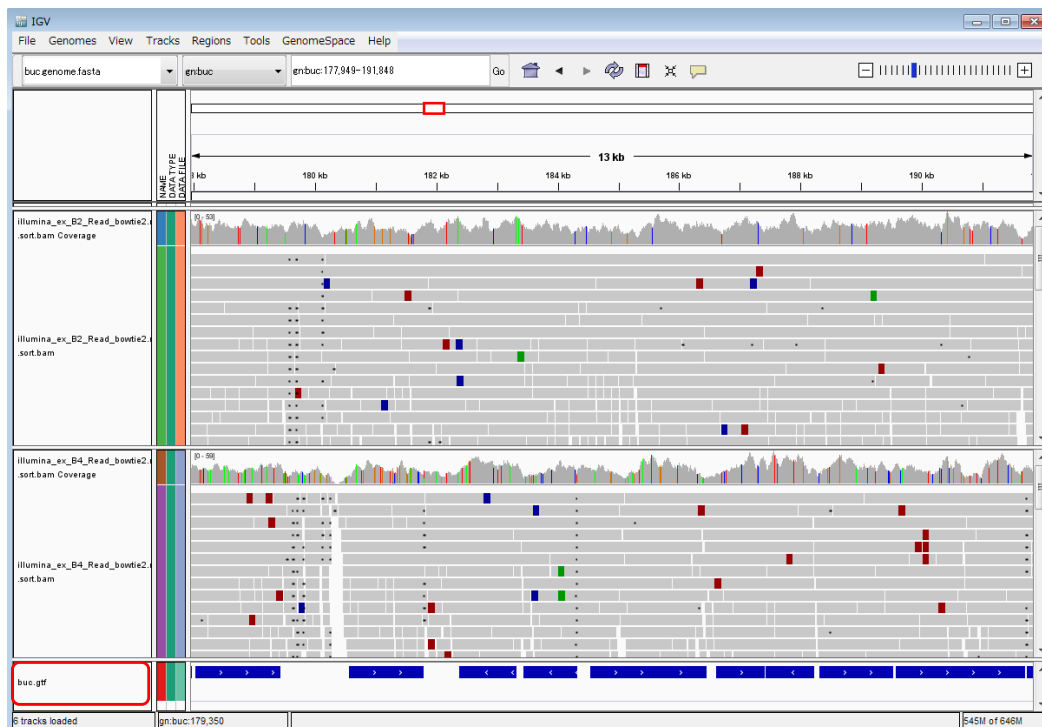 IGV
File Genomes View Tracks Regions Tools GenomeSpace Help
buc.genome.fasta gn:buc gn:buc:177,949-191,848 Go
NAME
DATA TYPE
DATA FILE
13 kb
180 kb 182 kb 184 kb 186 kb 188 kb 190 kb
illumina_ex_B2_Read_bowtie2.
.sort.bam Coverage
[0 - 53]
illumina_ex_B2_Read_bowtie2.
.sort.bam
illumina_ex_B4_Read_bowtie2.
.sort.bam Coverage
[0 - 59]
illumina_ex_B4_Read_bowtie2.
.sort.bam
buc.gtf
6 tracks loaded gn:buc:179,350 545M of 646M